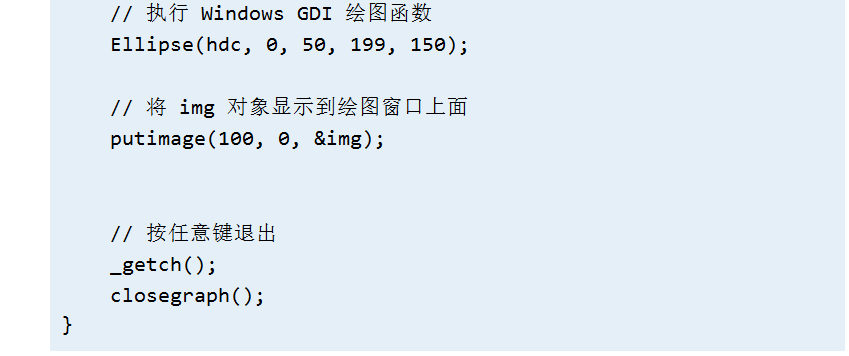 // 执行 Windows GDI 绘图函数
Ellipse(hdc, 0, 50, 199, 150);
// 将 img 对象显示到绘图窗口上面
putimage(100, 0, &img);
// 按任意键退出
_getch();
closegraph();
}